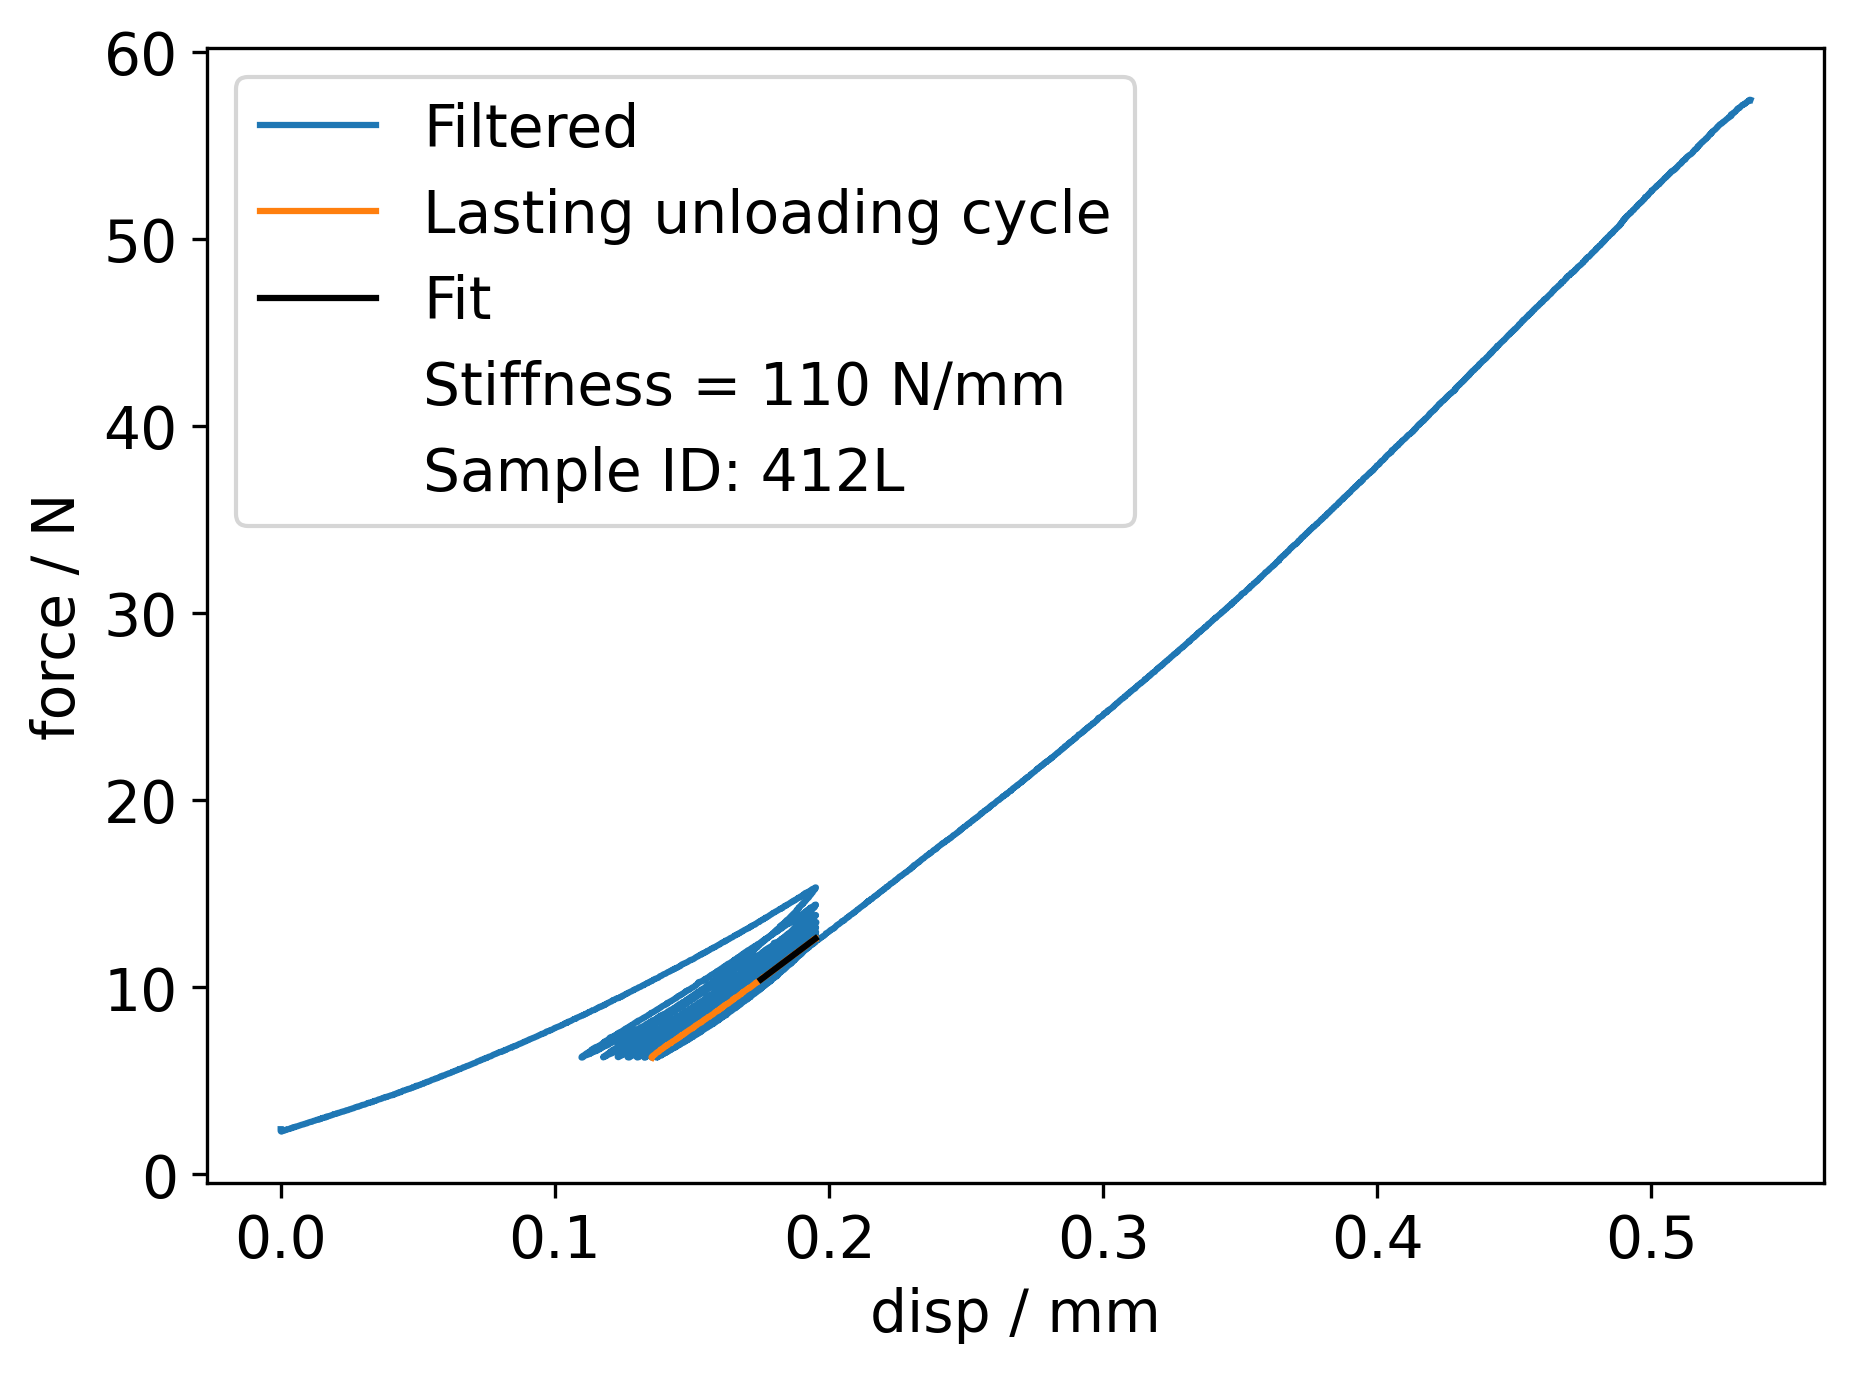 60
50
40
30
20
10
0
force / N
Filtered
Lasting unloading cycle
Fit
Stiffness = 110 N/mm
Sample ID: 412L
0.0 0.1 0.2 0.3 0.4 0.5
disp / mm